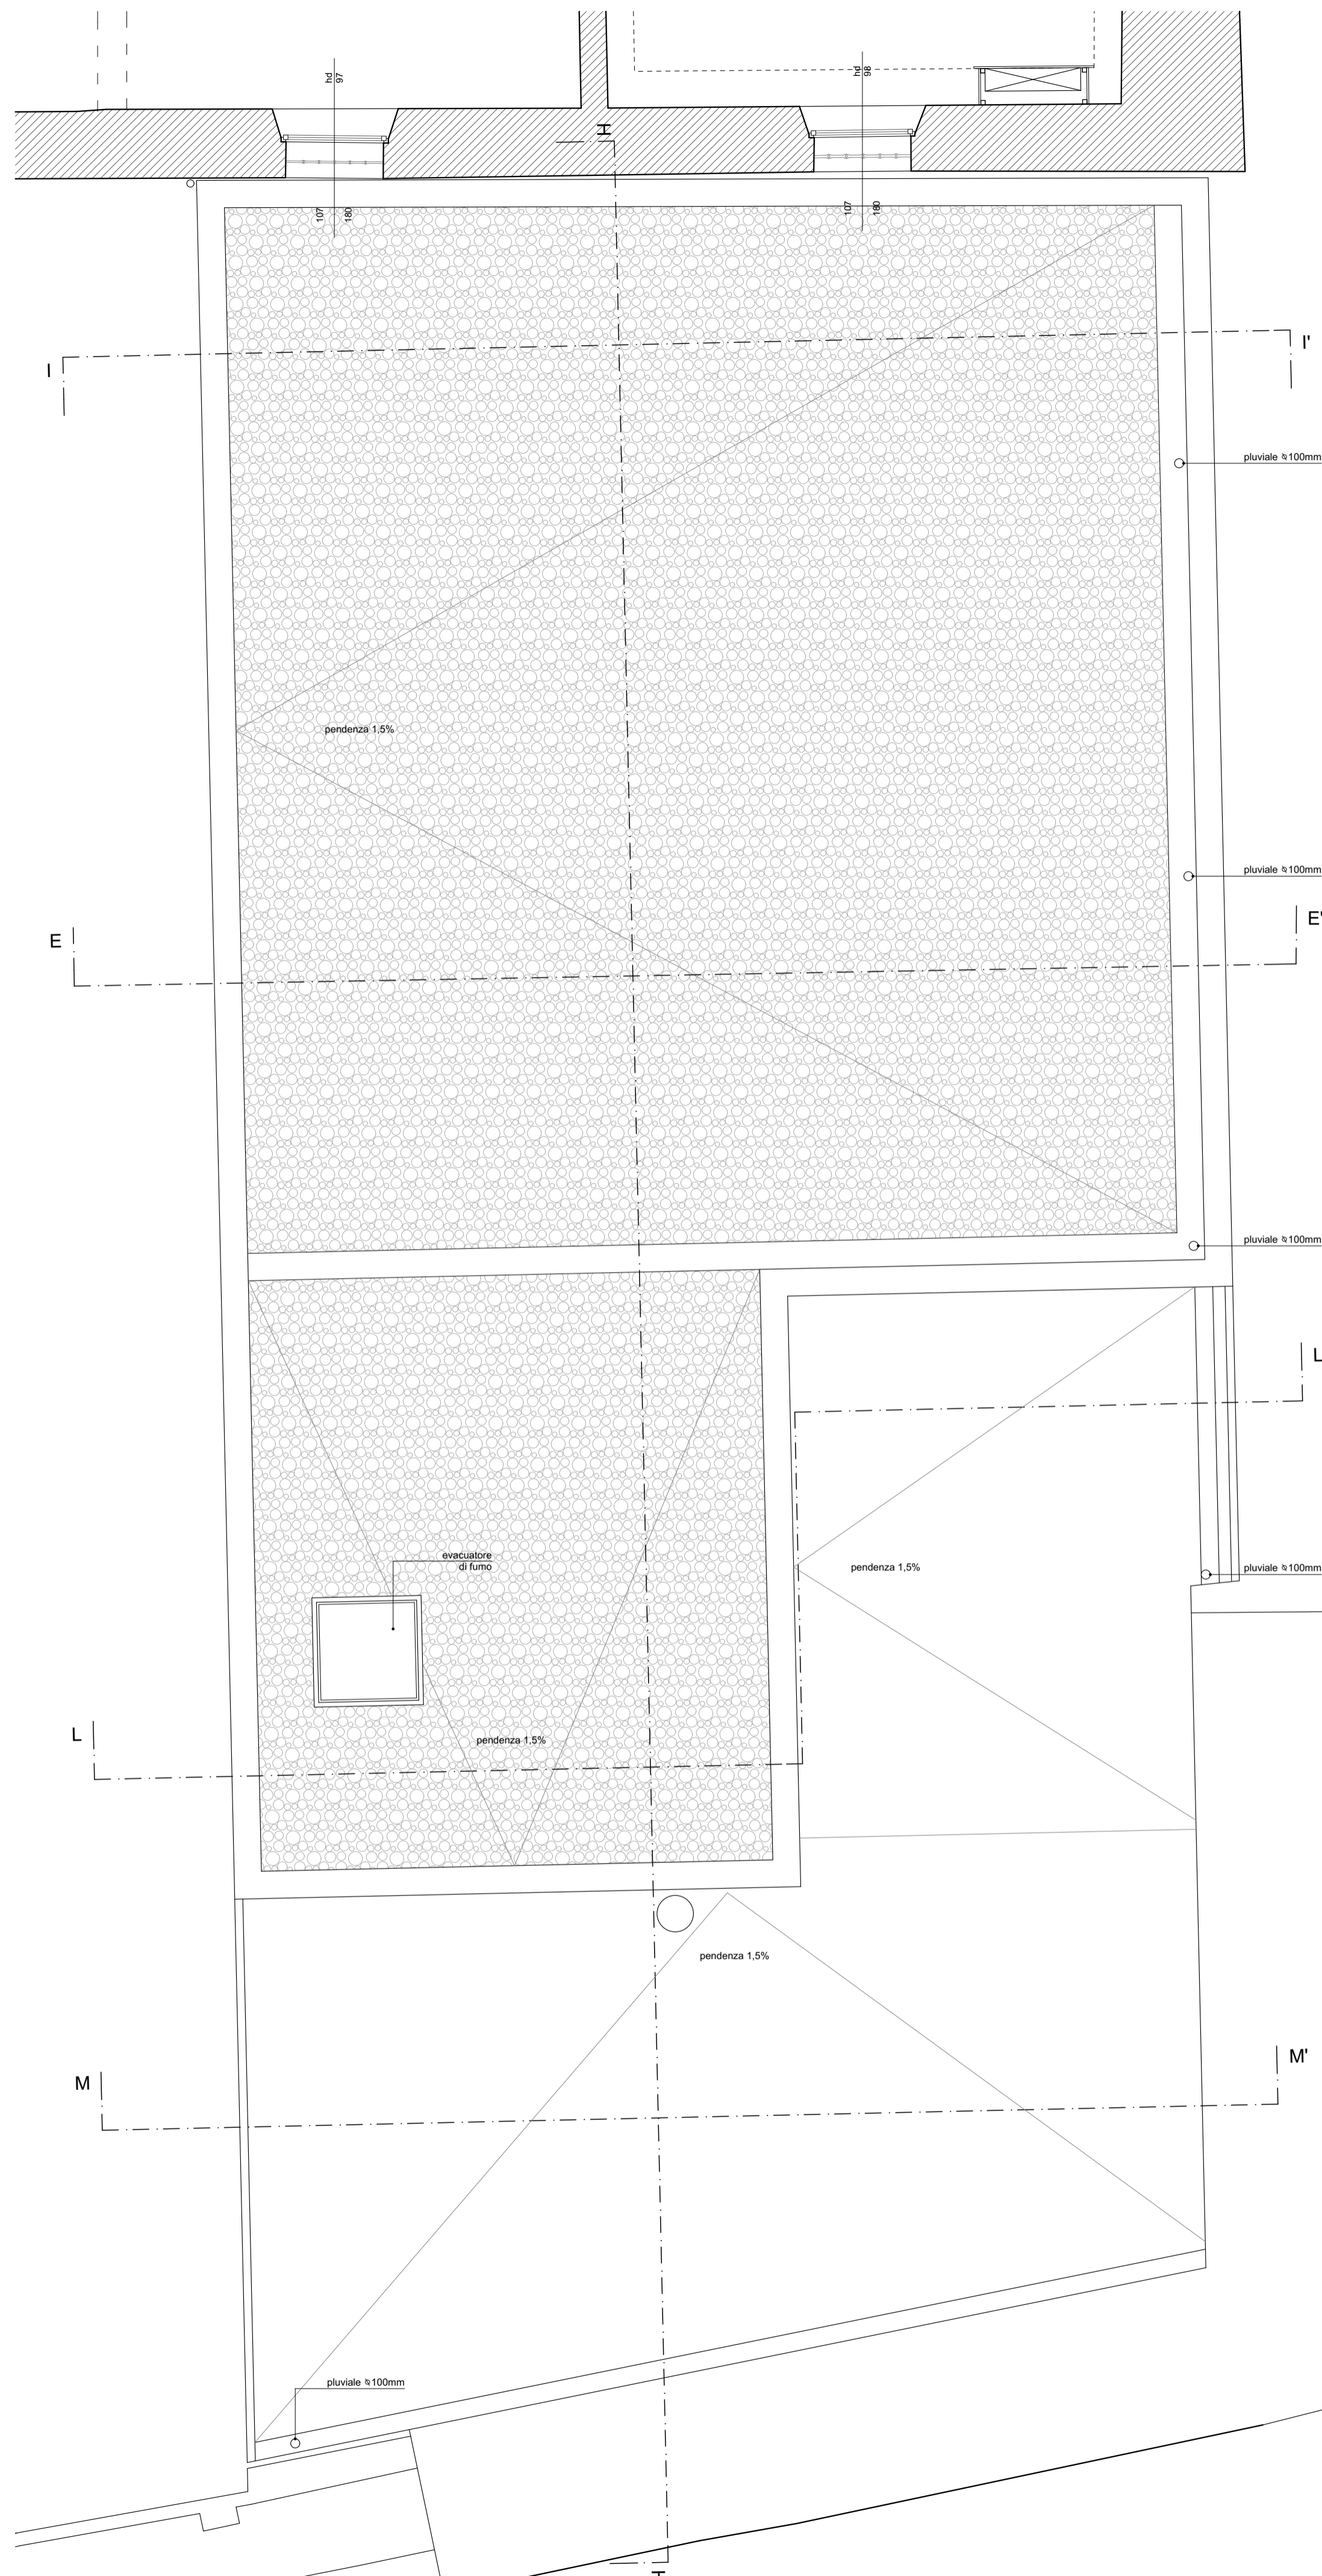 hd
97
hd
98
H
107
180
107
180
I
I'
pluviale ⌀100mm
pendenza 1,5%
pluviale ⌀100mm
E
E'
pluviale ⌀100mm
L
evacuatore
di fumo
pendenza 1,5%
pluviale ⌀100mm
L
pendenza 1,5%
pendenza 1,5%
M
M'
pluviale ⌀100mm
H